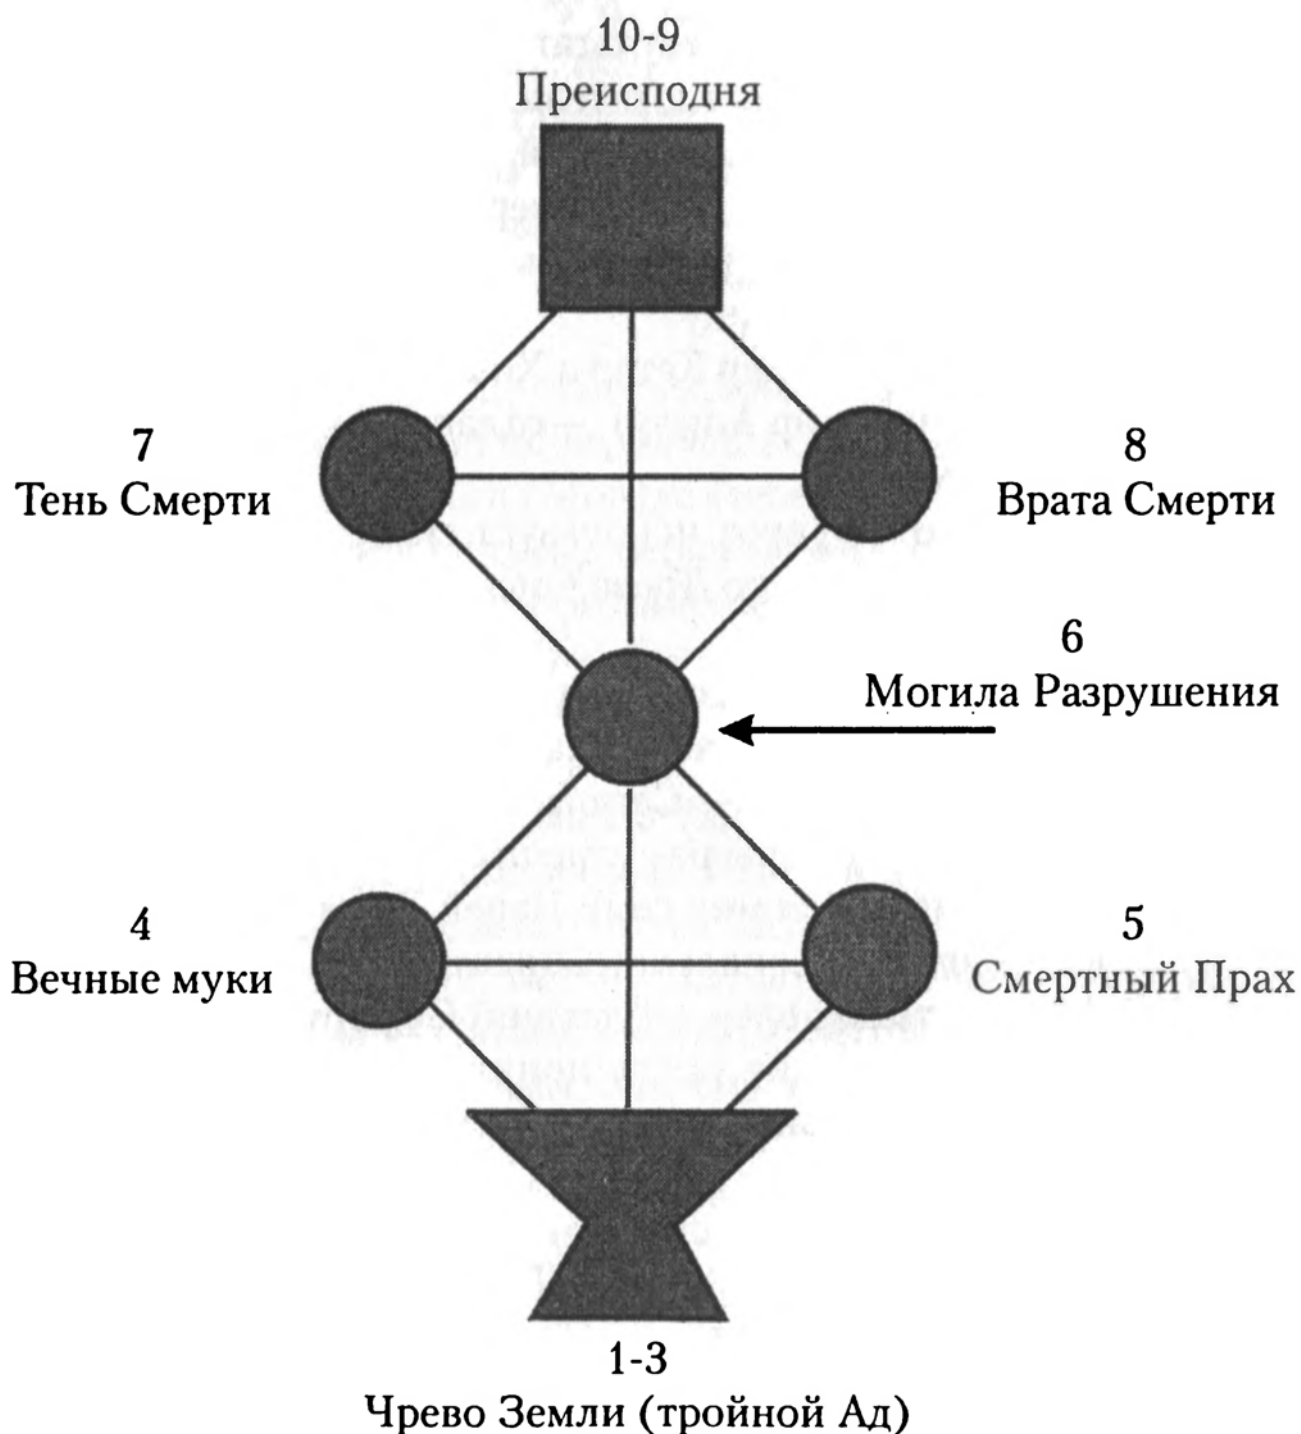 10-9
Преисподня
7
Тень Смерти
8
Врата Смерти
6
Могила Разрушения
4
Вечные муки
5
Смертный Прах
1-3
Чрево Земли (тройной Ад)